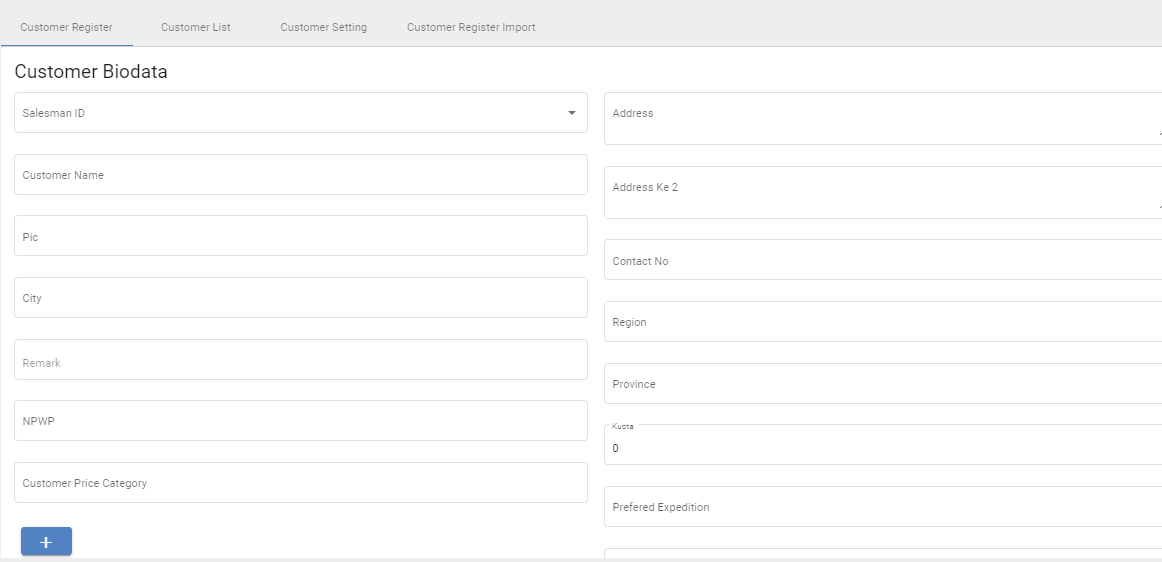 Customer Register
Customer List
Customer Setting
Customer Register Import
Customer Biodata
Salesman ID
Customer Name
Pic
City
Remark
NPWP
Customer Price Category
+
Address
Address Ke 2
Contact No
Region
Province
Kuota
0
Prefered Expedition